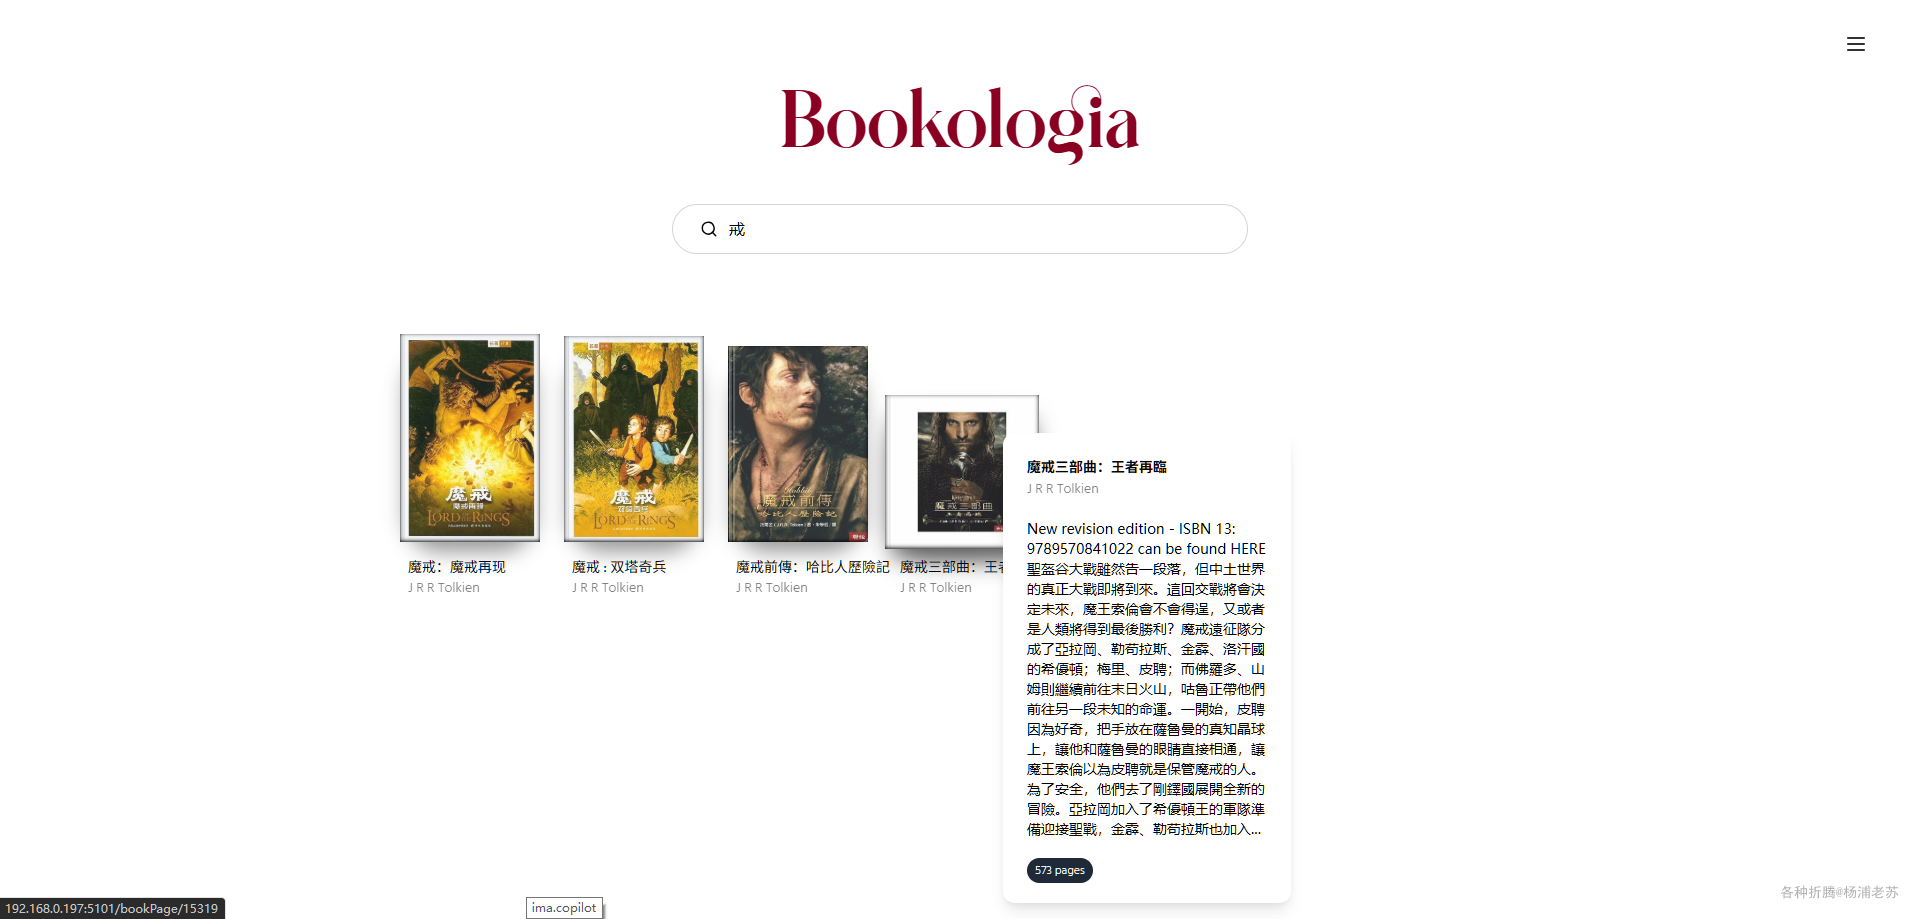 Bookologia
戒
魔戒
魔戒再現
LORD OF THE RINGS
魔戒
LORD OF THE RINGS
Hobbit
魔戒前傳
哈比人歷險記
聯經
魔戒三部曲
王者再臨
魔戒：魔戒再现
J R R Tolkien
魔戒 : 双塔奇兵
J R R Tolkien
魔戒前傳：哈比人歷險記
J R R Tolkien
魔戒三部曲：王者
J R R Tolkien
魔戒三部曲：王者再臨
J R R Tolkien
New revision edition - ISBN 13:
9789570841022 can be found HERE
聖盔谷大戰雖然告一段落，但中土世界
的真正大戰即將到來。這回交戰將會決
定未來，魔王索倫會不會得逞，又或者
是人類將得到最後勝利？魔戒遠征隊分
成了亞拉岡、勒苟拉斯、金靂、洛汗國
的希優頓；梅里、皮聘；而佛羅多、山
姆則繼續前往末日火山，咕魯正帶他們
前往另一段未知的命運。一開始，皮聘
因為好奇，把手放在薩魯曼的真知晶球
上，讓他和薩魯曼的眼睛直接相通，讓
魔王索倫以為皮聘就是保管魔戒的人。
為了安全，他們去了剛鐸國展開全新的
冒險。亞拉岡加入了希優頓王的軍隊準
備迎接聖戰，金靂、勒苟拉斯也加入...
573 pages
各种折腾@杨浦老苏
192.168.0.197:5101/bookPage/15319
ima.copilot